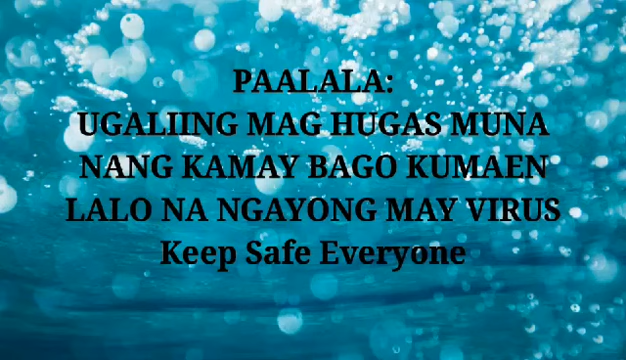 PAALALA:
UGALIING MAG HUGAS MUNA
NANG KAMAY BAGO KUMAEN
LALO NA NGAYONG MAY VIRUS
Keep Safe Everyone